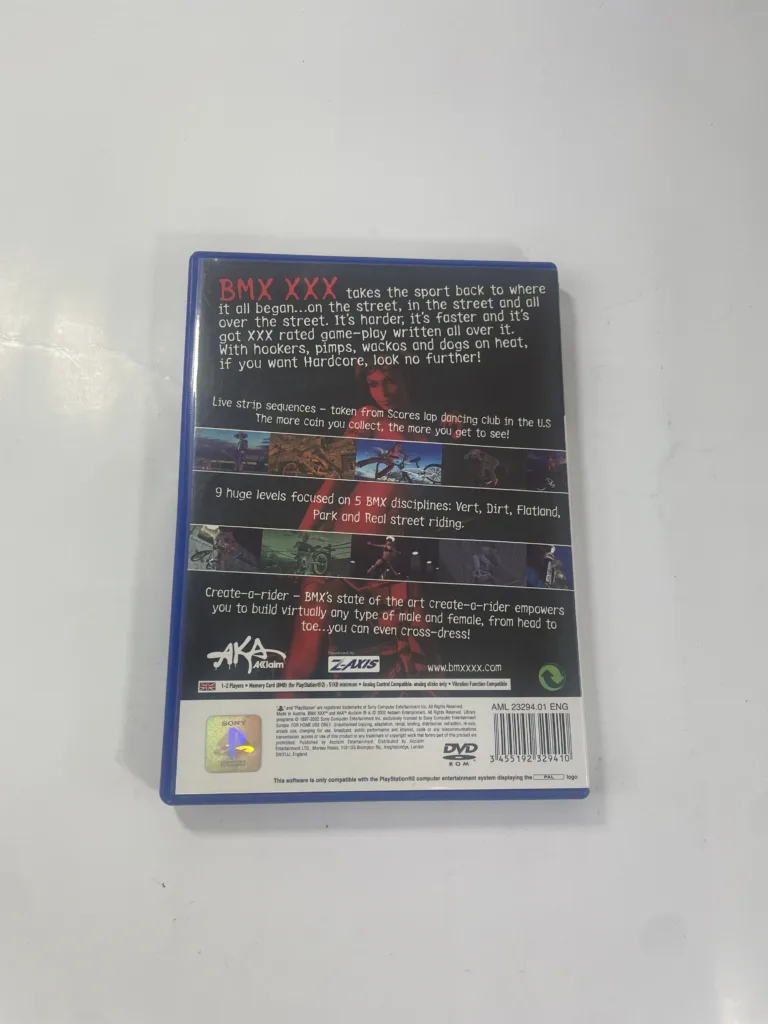 BMX XXX takes the sport back to where
it all began...on the street, in the street and all
over the street. It's harder, it's faster and it's
got XXX rated game-play written all over it.
With hookers, pimps, wackos and dogs on heat,
if you want Hardcore, look no further!
Live strip sequences - taken from Scores lap dancing club in the U.S
The more coin you collect, the more you get to see!
9 huge levels focused on 5 BMX disciplines: Vert, Dirt, Flatland,
Park and Real street riding.
Create-a-rider - BMX's state of the art create-a-rider empowers
you to build virtually any type of male and female, from head to
toe...you can even cross-dress!
AKA
Acclaim
Developed by
Z-AXIS
www.bmxxxx.com
1-2 Players • Memory Card (8MB) (for PlayStation®2) : 51KB minimum • Analog Control Compatible: analog sticks only • Vibration Function Compatible
SONY
AML 23294.01 ENG
DVD
ROM
3 455192 329410
This software is only compatible with the PlayStation®2 computer entertainment system displaying the PAL logo